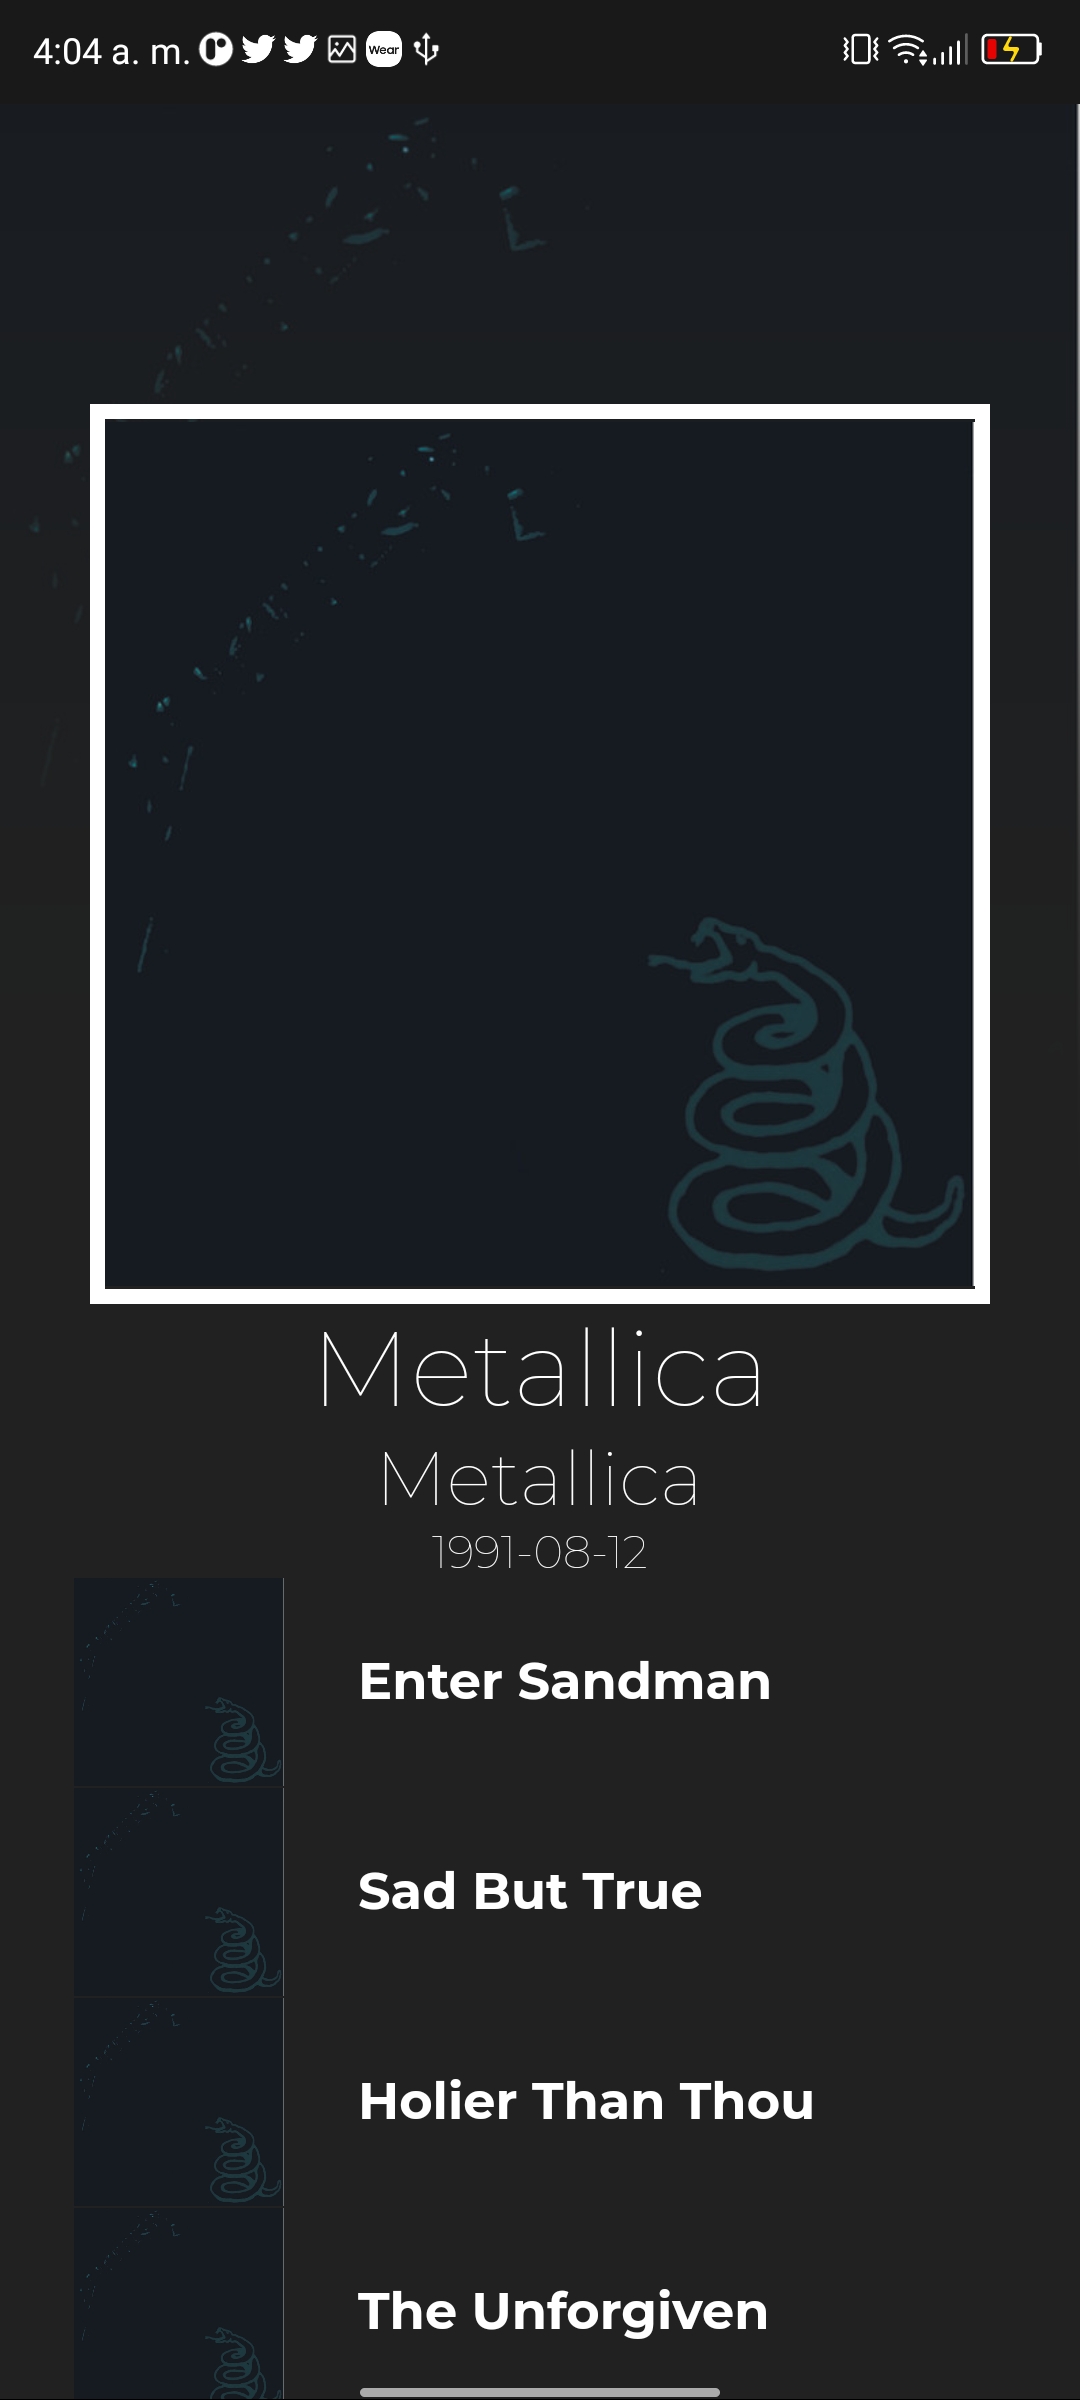 4:04 a. m.
Wear
Metallica
Metallica
1991-08-12
Enter Sandman
Sad But True
Holier Than Thou
The Unforgiven